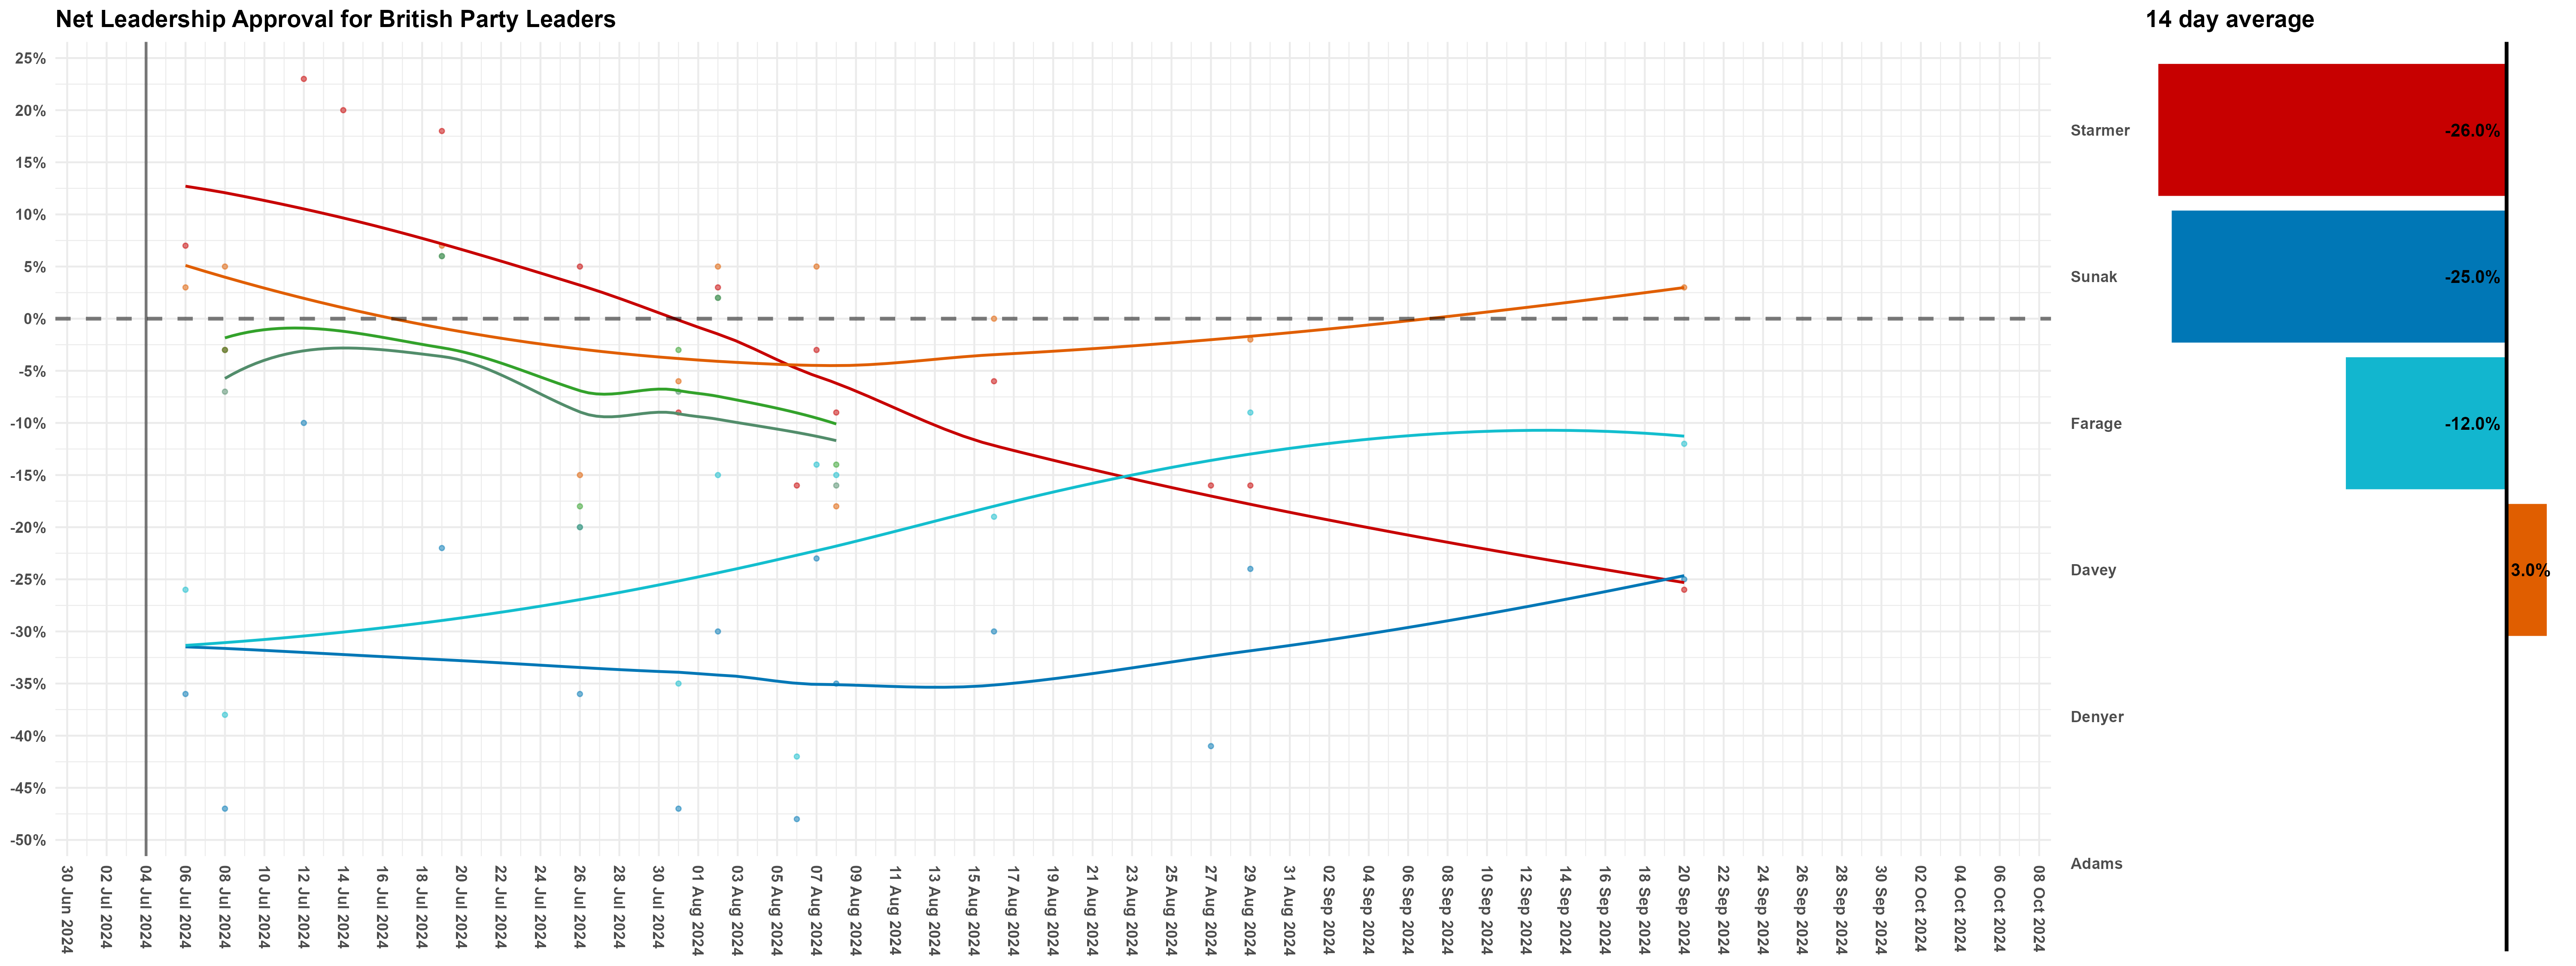 Net Leadership Approval for British Party Leaders
25%
20%
15%
10%
5%
0%
-5%
-10%
-15%
-20%
-25%
-30%
-35%
-40%
-45%
-50%
30 Jun 2024
02 Jul 2024
04 Jul 2024
06 Jul 2024
08 Jul 2024
10 Jul 2024
12 Jul 2024
14 Jul 2024
16 Jul 2024
18 Jul 2024
20 Jul 2024
22 Jul 2024
24 Jul 2024
26 Jul 2024
28 Jul 2024
30 Jul 2024
01 Aug 2024
03 Aug 2024
05 Aug 2024
07 Aug 2024
09 Aug 2024
11 Aug 2024
13 Aug 2024
15 Aug 2024
17 Aug 2024
19 Aug 2024
21 Aug 2024
23 Aug 2024
25 Aug 2024
27 Aug 2024
29 Aug 2024
31 Aug 2024
02 Sep 2024
04 Sep 2024
06 Sep 2024
08 Sep 2024
10 Sep 2024
12 Sep 2024
14 Sep 2024
16 Sep 2024
18 Sep 2024
20 Sep 2024
22 Sep 2024
24 Sep 2024
26 Sep 2024
28 Sep 2024
30 Sep 2024
02 Oct 2024
04 Oct 2024
06 Oct 2024
08 Oct 2024
14 day average
Starmer -26.0%
Sunak -25.0%
Farage -12.0%
Davey 3.0%
Denyer
Adams